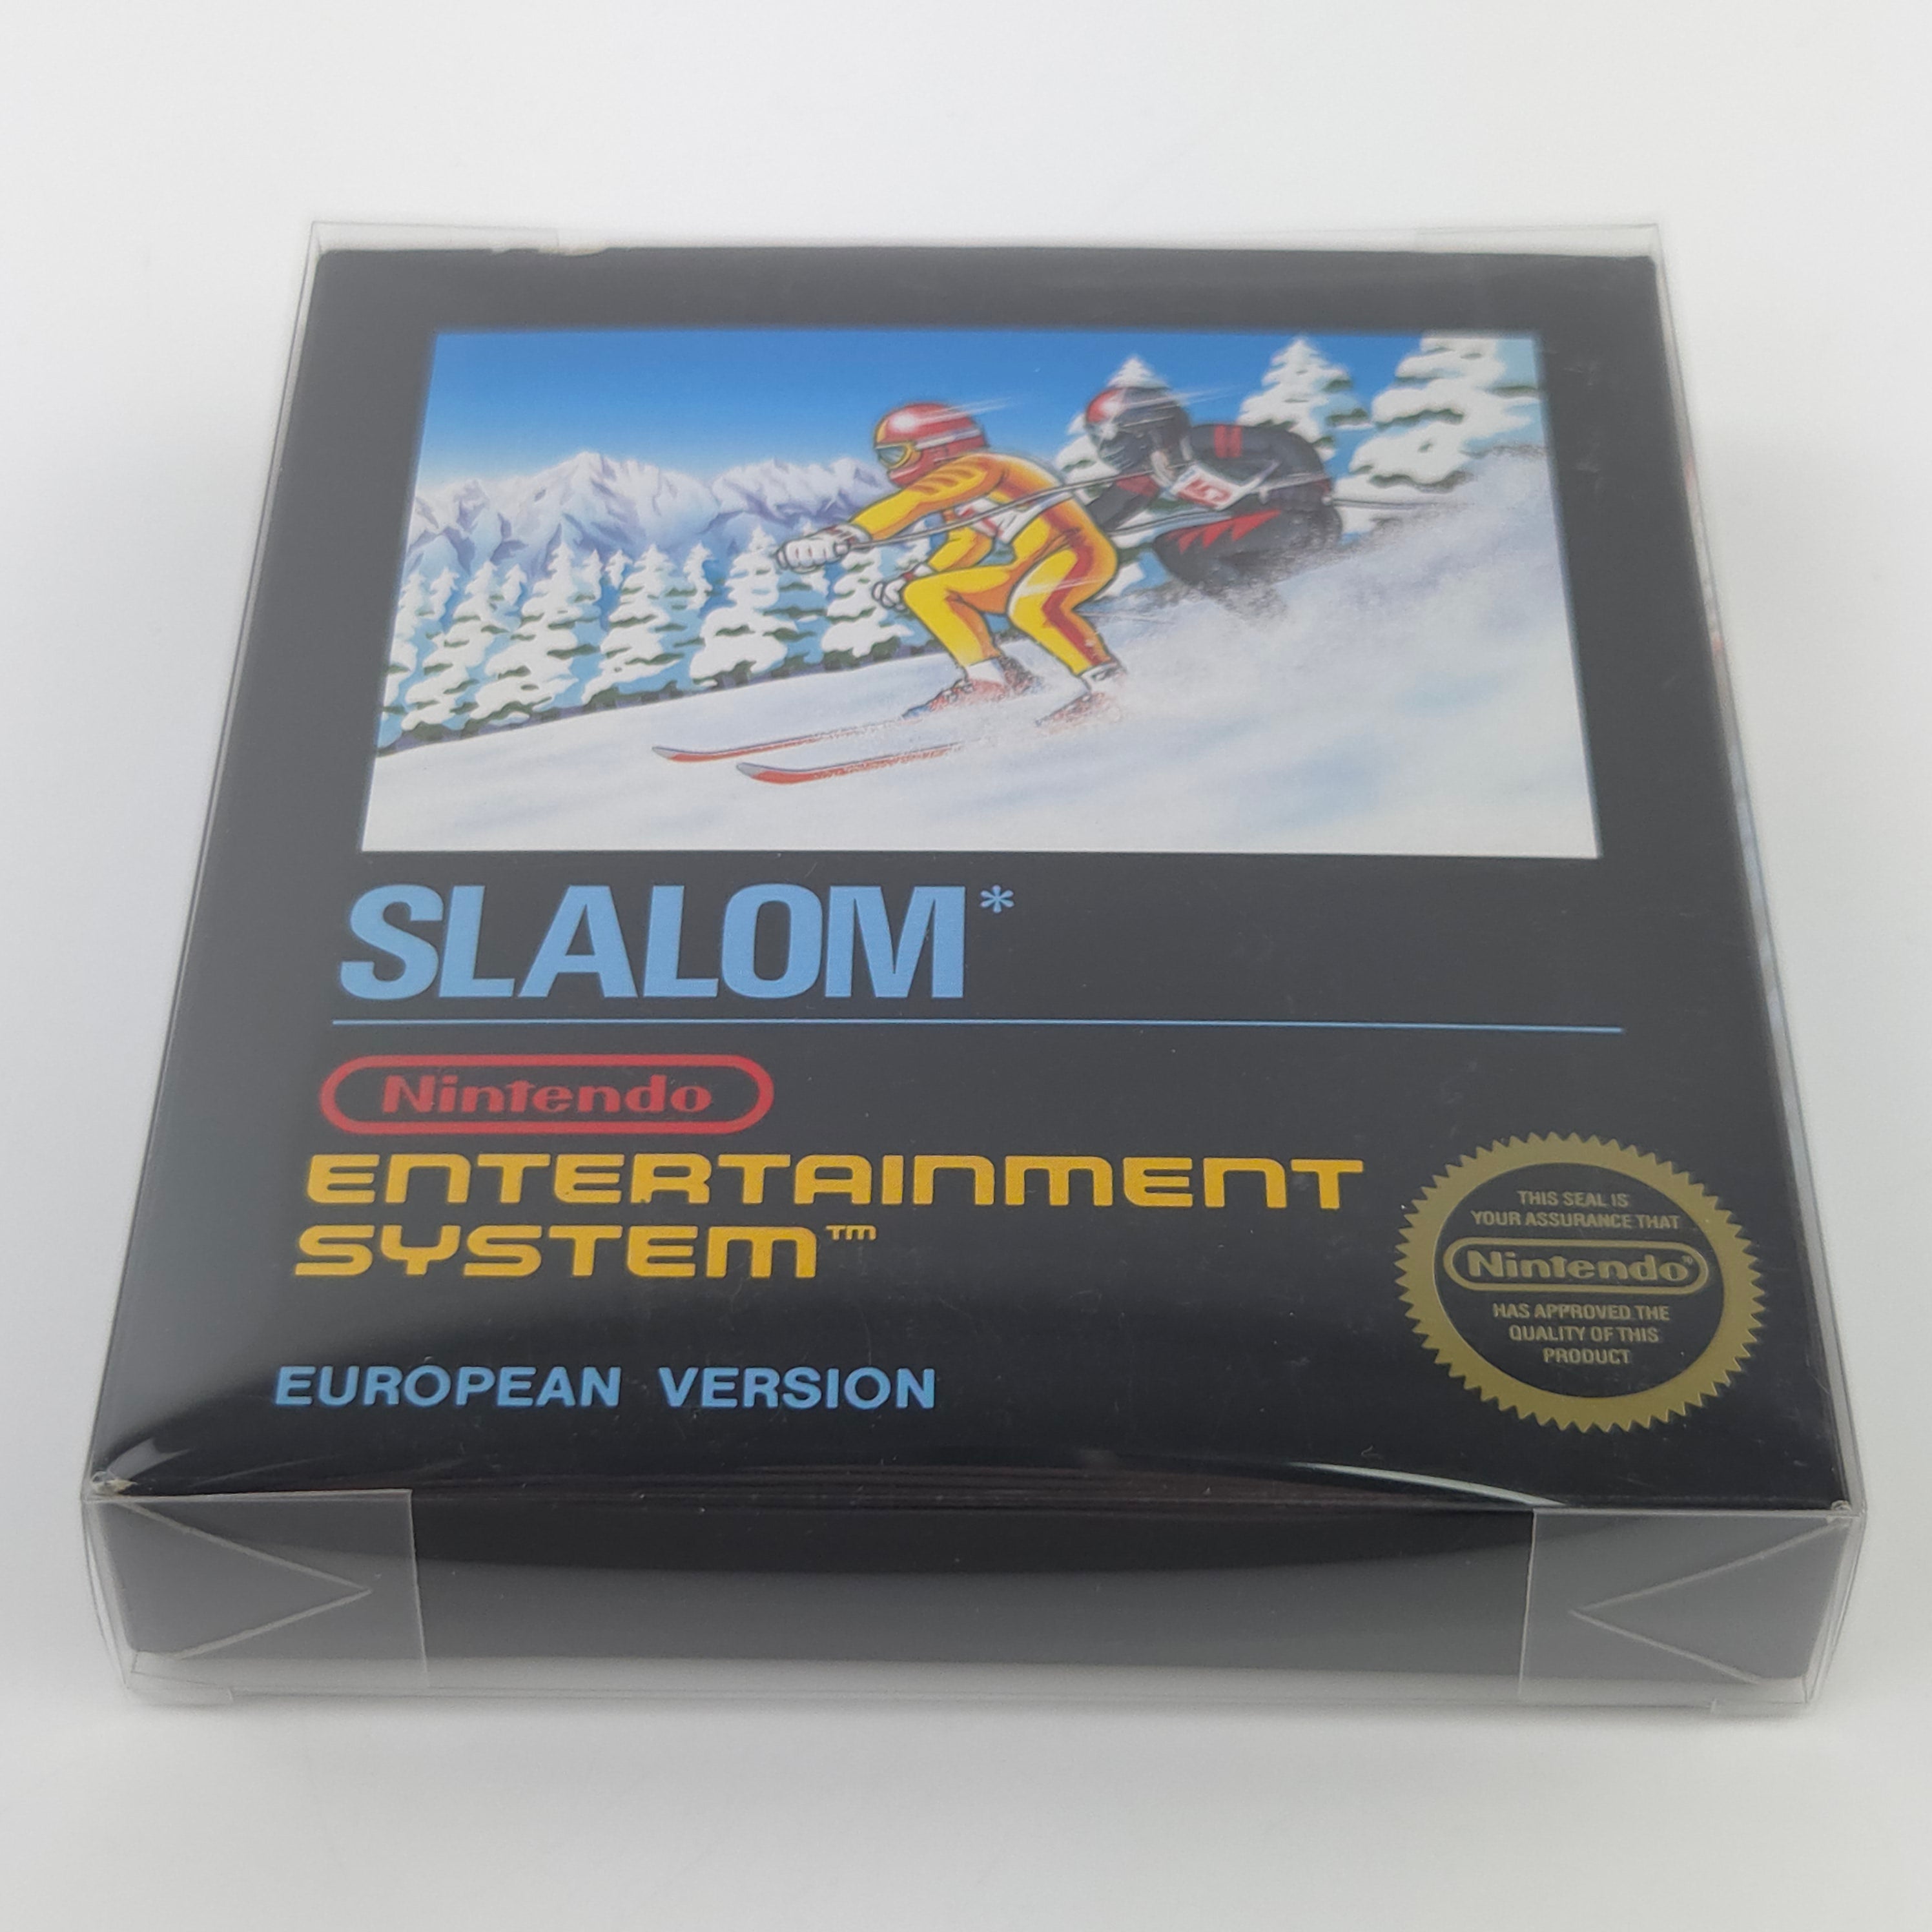 SLALOM*
Nintendo
ENTERTAINMENT
SYSTEM™
EUROPEAN VERSION
THIS SEAL IS
YOUR ASSURANCE THAT
Nintendo®
HAS APPROVED THE
QUALITY OF THIS
PRODUCT